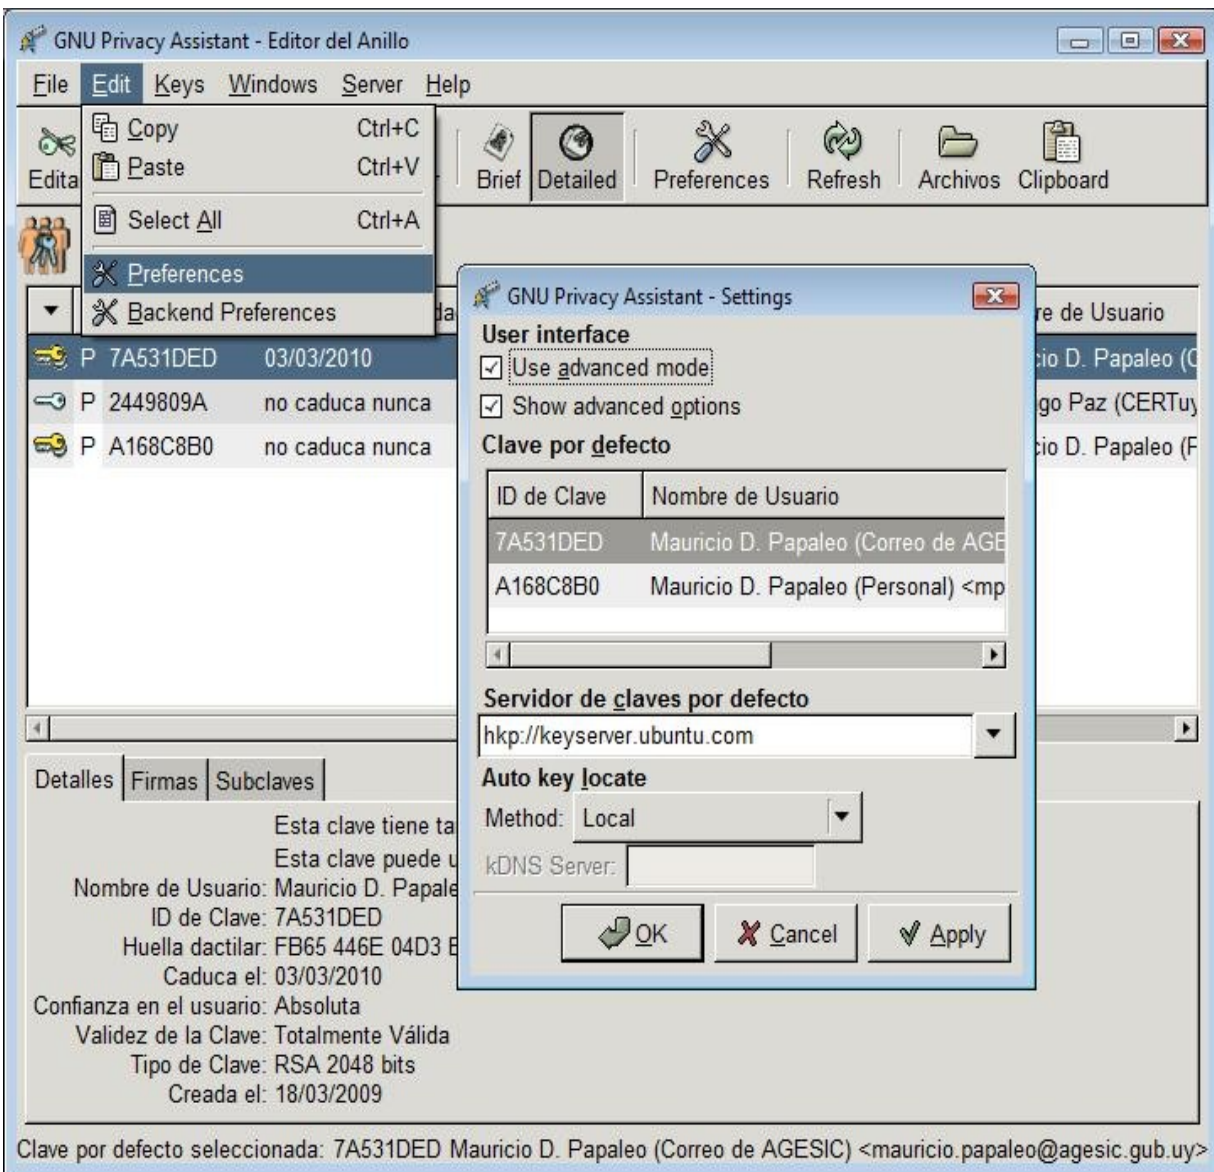 GNU Privacy Assistant - Editor del Anillo
File Edit Keys Windows Server Help
Copy Ctrl+C
Paste Ctrl+V
Select All Ctrl+A
Preferences
Backend Preferences
Edita Brief Detailed Preferences Refresh Archivos Clipboard
re de Usuario
P 7A531DED 03/03/2010 cio D. Papaleo (C
P 2449809A no caduca nunca go Paz (CERTuy
P A168C8B0 no caduca nunca cio D. Papaleo (P
GNU Privacy Assistant - Settings
User interface
Use advanced mode
Show advanced options
Clave por defecto
ID de Clave Nombre de Usuario
7A531DED Mauricio D. Papaleo (Correo de AGE
A168C8B0 Mauricio D. Papaleo (Personal) <mp
Servidor de claves por defecto
hkp://keyserver.ubuntu.com
Auto key locate
Method: Local
kDNS Server:
OK Cancel Apply
Detalles Firmas Subclaves
Esta clave tiene ta
Esta clave puede u
Nombre de Usuario: Mauricio D. Papale
ID de Clave: 7A531DED
Huella dactilar: FB65 446E 04D3 E
Caduca el: 03/03/2010
Confianza en el usuario: Absoluta
Validez de la Clave: Totalmente Válida
Tipo de Clave: RSA 2048 bits
Creada el: 18/03/2009
Clave por defecto seleccionada: 7A531DED Mauricio D. Papaleo (Correo de AGESIC) <mauricio.papaleo@agesic.gub.uy>